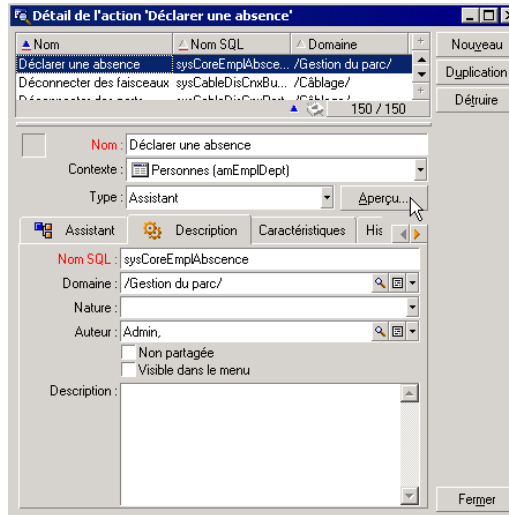 Détail de l'action 'Déclarer une absence'
Nom Nom SQL Domaine
Déclarer une absence sysCoreEmplAbsce... /Gestion du parc/
Déconnecter des faisceaux sysCableDisCnxBu... /Câblage/
150 / 150
Nouveau
Duplication
Détruire
Nom : Déclarer une absence
Contexte : Personnes (amEmplDept)
Type : Assistant Aperçu...
Assistant Description Caractéristiques His
Nom SQL : sysCoreEmplAbscence
Domaine : /Gestion du parc/
Nature :
Auteur : Admin,
Non partagée
Visible dans le menu
Description :
Fermer